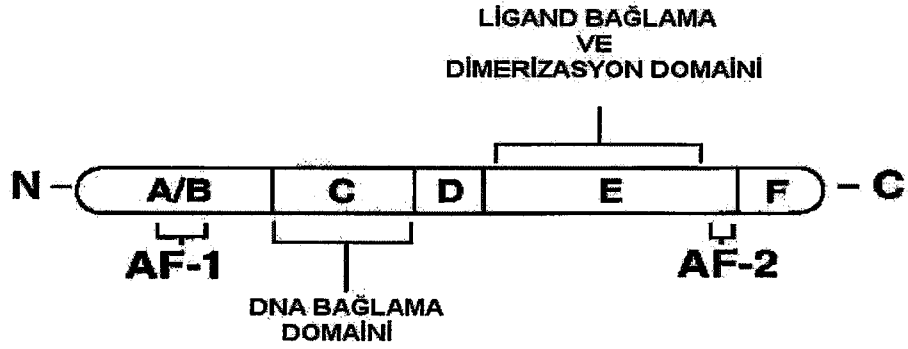 LİGAND BAĞLAMA
VE
DİMERİZASYON DOMAİNİ
N
A/B
C
D
E
F
C
AF-1
AF-2
DNA BAĞLAMA
DOMAİNİ